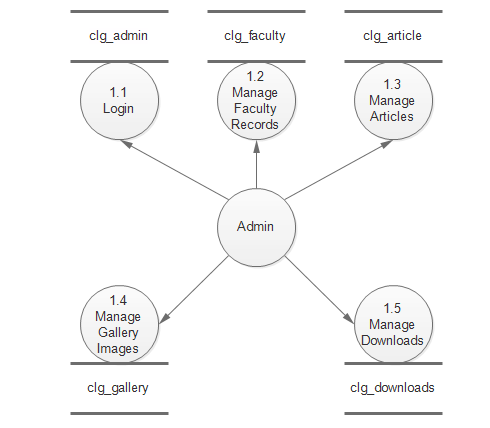 clg_admin
clg_faculty
clg_article
1.1
Login
1.2
Manage
Faculty
Records
1.3
Manage
Articles
Admin
1.4
Manage
Gallery
Images
1.5
Manage
Downloads
clg_gallery
clg_downloads